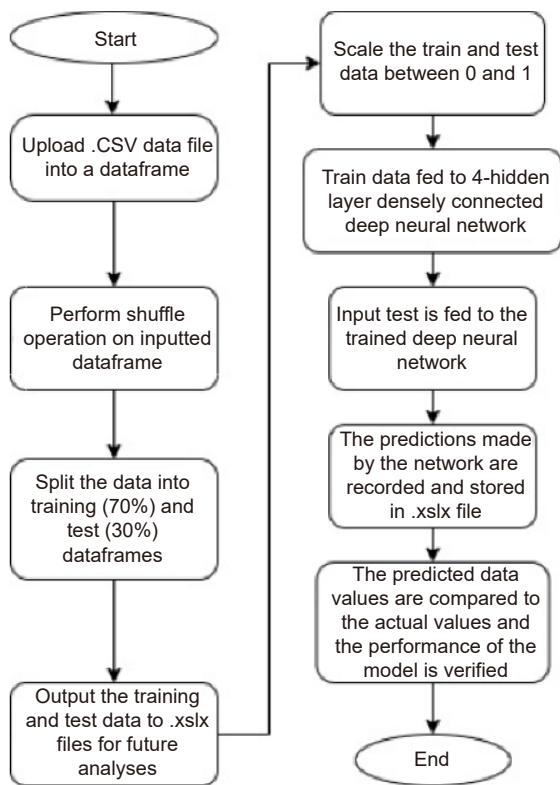 Start
Upload .CSV data file
into a dataframe
Perform shuffle
operation on inputted
dataframe
Split the data into
training (70%) and
test (30%)
dataframes
Output the training
and test data to .xslx
files for future
analyses
Scale the train and test
data between 0 and 1
Train data fed to 4-hidden
layer densely connected
deep neural network
Input test is fed to the
trained deep neural
network
The predictions made
by the network are
recorded and stored
in .xslx file
The predicted data
values are compared to
the actual values and
the performance of the
model is verified
End